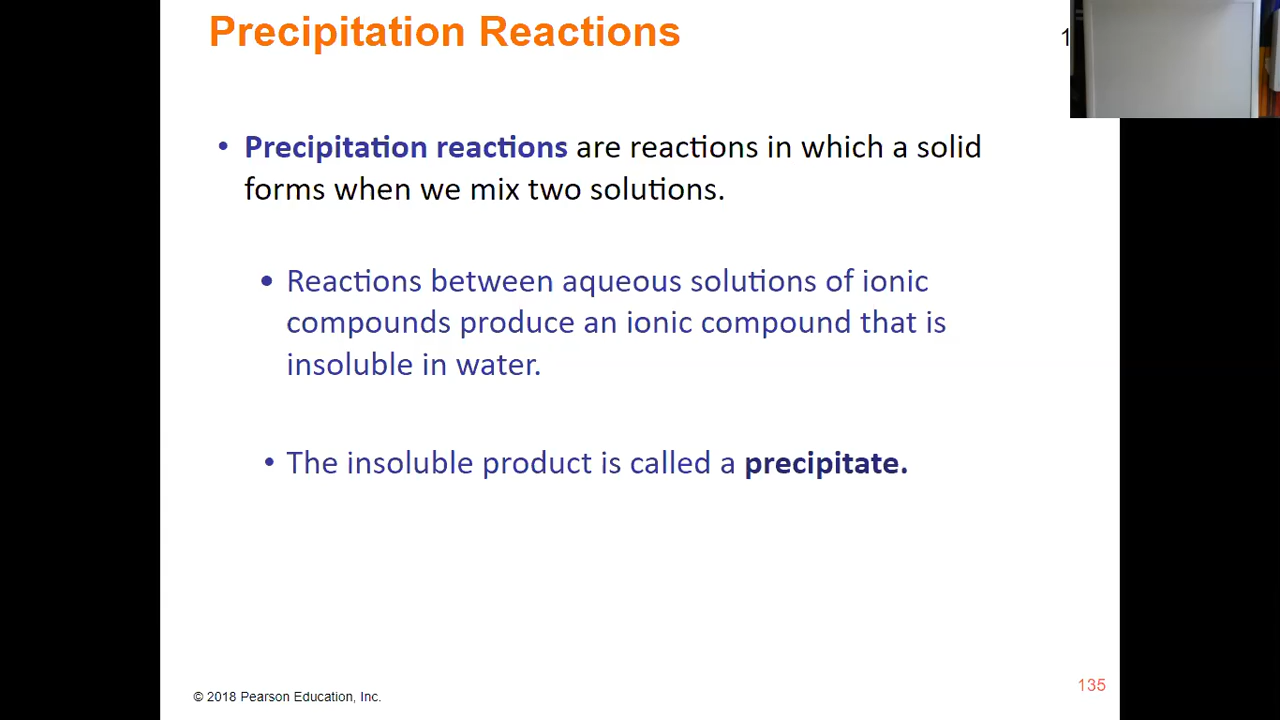 Precipitation Reactions
1
• Precipitation reactions are reactions in which a solid
forms when we mix two solutions.
• Reactions between aqueous solutions of ionic
compounds produce an ionic compound that is
insoluble in water.
• The insoluble product is called a precipitate.
© 2018 Pearson Education, Inc.
135